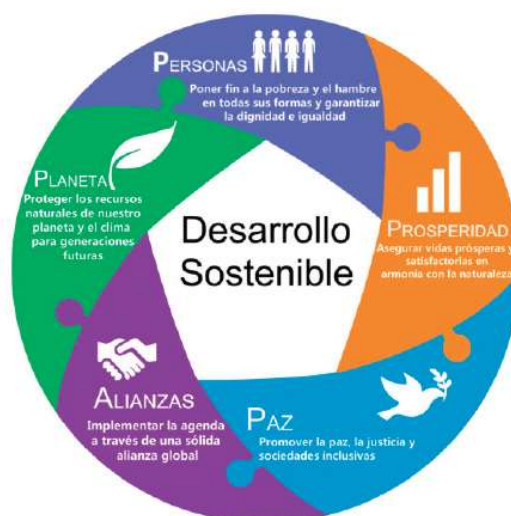 PERSONAS
Poner fin a la pobreza y el hambre
en todas sus formas y garantizar
la dignidad e igualdad
PROSPERIDAD
Asegurar vidas prósperas y
satisfactorias en
armonía con la naturaleza
PAZ
Promover la paz, la justicia y
sociedades inclusivas
ALIANZAS
Implementar la agenda
a través de una sólida
alianza global
PLANETA
Proteger los recursos
naturales de nuestro
planeta y el clima
para generaciones
futuras
Desarrollo
Sostenible